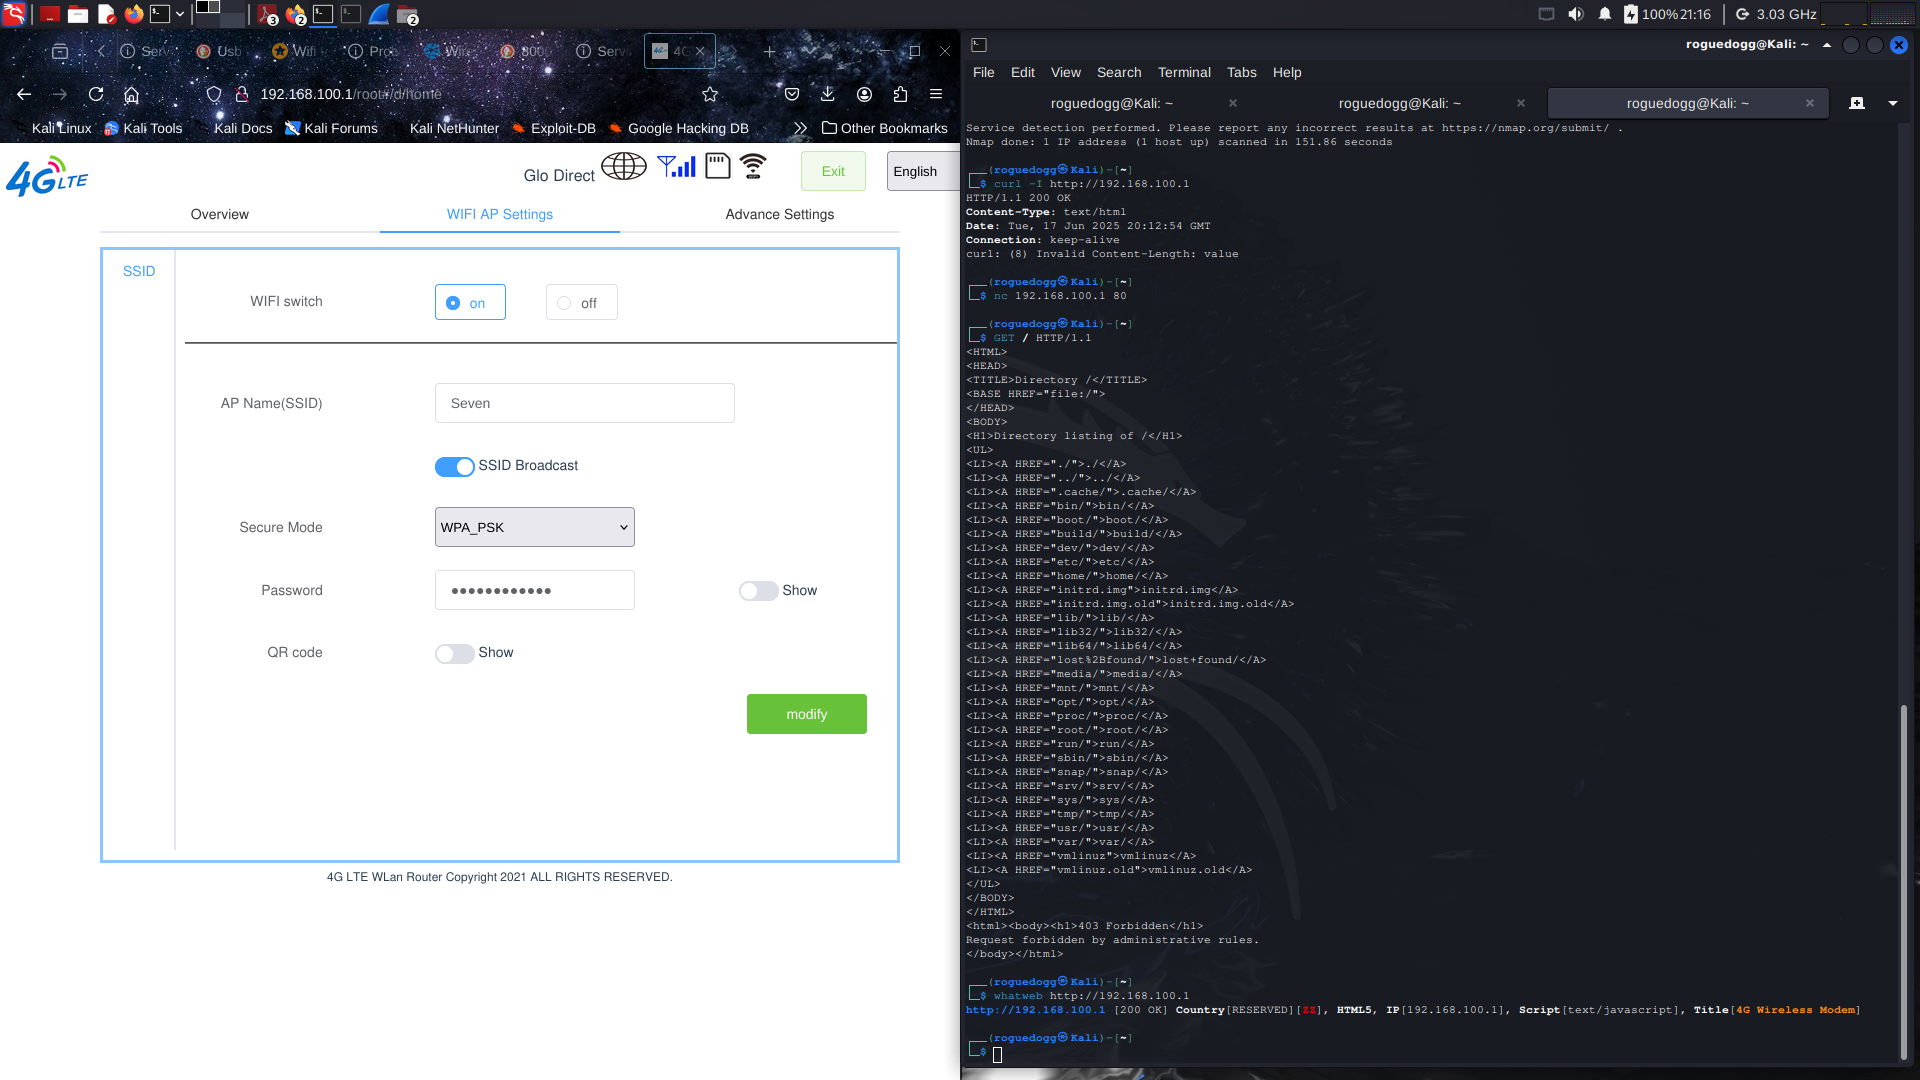 100% 21:16
3.03 GHz
Serv
Usb
Wifi
Pro
Wir
8000
Serv
4G
192.168.100.1/root/r/d/home
Kali Linux
Kali Tools
Kali Docs
Kali Forums
Kali NetHunter
Exploit-DB
Google Hacking DB
Other Bookmarks
4G LTE
Glo Direct
Exit
English
Overview
WIFI AP Settings
Advance Settings
SSID
WIFI switch
on
off
AP Name(SSID)
Seven
SSID Broadcast
Secure Mode
WPA_PSK
Password
Show
QR code
Show
modify
4G LTE WLan Router Copyright 2021 ALL RIGHTS RESERVED.
roguedogg@Kali: ~
File Edit View Search Terminal Tabs Help
roguedogg@Kali: ~
roguedogg@Kali: ~
roguedogg@Kali: ~
Service detection performed. Please report any incorrect results at https://nmap.org/submit/ .
Nmap done: 1 IP address (1 host up) scanned in 151.86 seconds
┌──(roguedogg㉿Kali)-[~]
└─$ curl -I http://192.168.100.1
HTTP/1.1 200 OK
Content-Type: text/html
Date: Tue, 17 Jun 2025 20:12:54 GMT
Connection: keep-alive
curl: (8) Invalid Content-Length: value
┌──(roguedogg㉿Kali)-[~]
└─$ nc 192.168.100.1 80
┌──(roguedogg㉿Kali)-[~]
└─$ GET / HTTP/1.1
<HTML>
<HEAD>
<TITLE>Directory /</TITLE>
<BASE HREF="file:/">
</HEAD>
<BODY>
<H1>Directory listing of /</H1>
<UL>
<LI><A HREF="./">./</A>
<LI><A HREF="../">../</A>
<LI><A HREF=".cache/">.cache/</A>
<LI><A HREF="bin/">bin/</A>
<LI><A HREF="boot/">boot/</A>
<LI><A HREF="build/">build/</A>
<LI><A HREF="dev/">dev/</A>
<LI><A HREF="etc/">etc/</A>
<LI><A HREF="home/">home/</A>
<LI><A HREF="initrd.img">initrd.img</A>
<LI><A HREF="initrd.img.old">initrd.img.old</A>
<LI><A HREF="lib/">lib/</A>
<LI><A HREF="lib32/">lib32/</A>
<LI><A HREF="lib64/">lib64/</A>
<LI><A HREF="lost%2Bfound/">lost+found/</A>
<LI><A HREF="media/">media/</A>
<LI><A HREF="mnt/">mnt/</A>
<LI><A HREF="opt/">opt/</A>
<LI><A HREF="proc/">proc/</A>
<LI><A HREF="root/">root/</A>
<LI><A HREF="run/">run/</A>
<LI><A HREF="sbin/">sbin/</A>
<LI><A HREF="snap/">snap/</A>
<LI><A HREF="srv/">srv/</A>
<LI><A HREF="sys/">sys/</A>
<LI><A HREF="tmp/">tmp/</A>
<LI><A HREF="usr/">usr/</A>
<LI><A HREF="var/">var/</A>
<LI><A HREF="vmlinuz">vmlinuz</A>
<LI><A HREF="vmlinuz.old">vmlinuz.old</A>
</UL>
</BODY>
</HTML>
<html><body><h1>403 Forbidden</h1>
Request forbidden by administrative rules.
</body></html>
┌──(roguedogg㉿Kali)-[~]
└─$ whatweb http://192.168.100.1
http://192.168.100.1 [200 OK] Country[RESERVED][ZZ], HTML5, IP[192.168.100.1], Script[text/javascript], Title[4G Wireless Modem]
┌──(roguedogg㉿Kali)-[~]
└─$